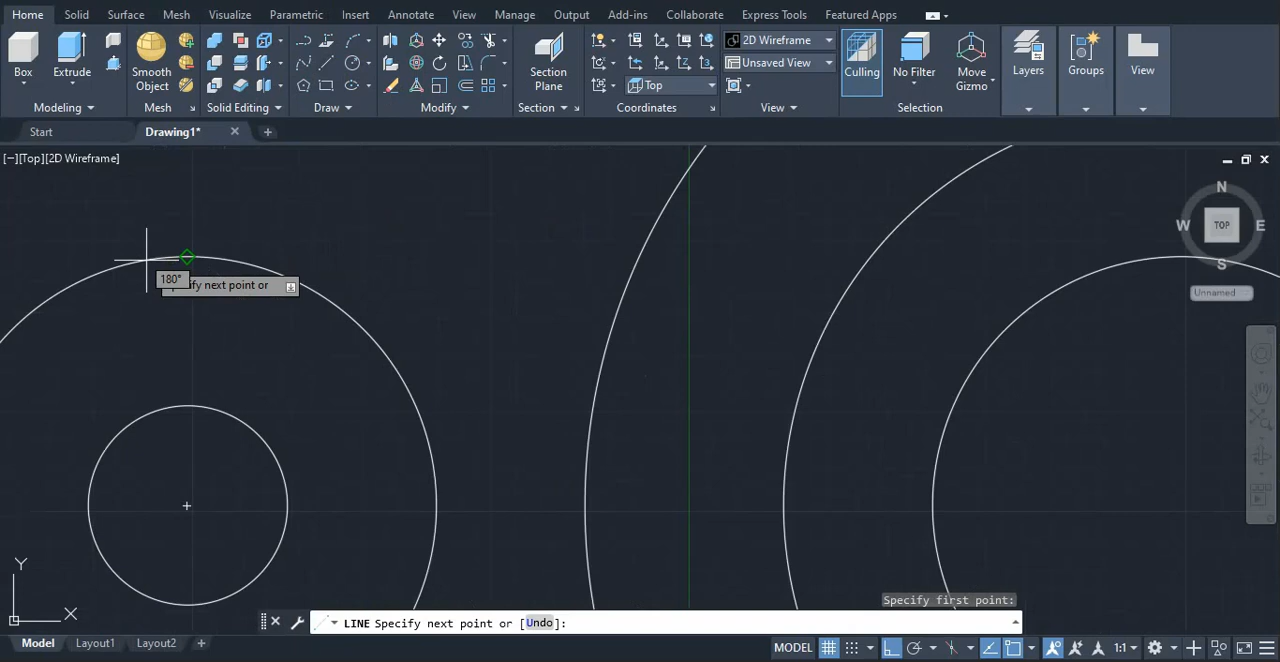 Home Solid Surface Mesh Visualize Parametric Insert Annotate View Manage Output Add-ins Collaborate Express Tools Featured Apps
Box Extrude Smooth Object Section Plane 2D Wireframe Unsaved View Top Culling No Filter Move Gizmo Layers Groups View
Modeling Mesh Solid Editing Draw Modify Section Coordinates View Selection
Start Drawing1*
[−][Top][2D Wireframe]
N
W TOP E
S
Unnamed
180°
next point or
Y
X
Specify first point:
LINE Specify next point or [Undo]:
Model Layout1 Layout2 MODEL 1:1